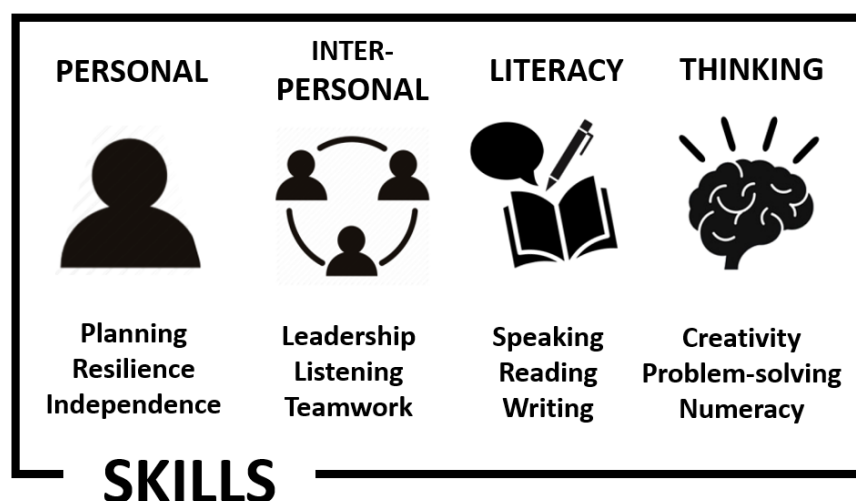 PERSONAL
Planning
Resilience
Independence
INTER-
PERSONAL
Leadership
Listening
Teamwork
LITERACY
Speaking
Reading
Writing
THINKING
Creativity
Problem-solving
Numeracy
SKILLS